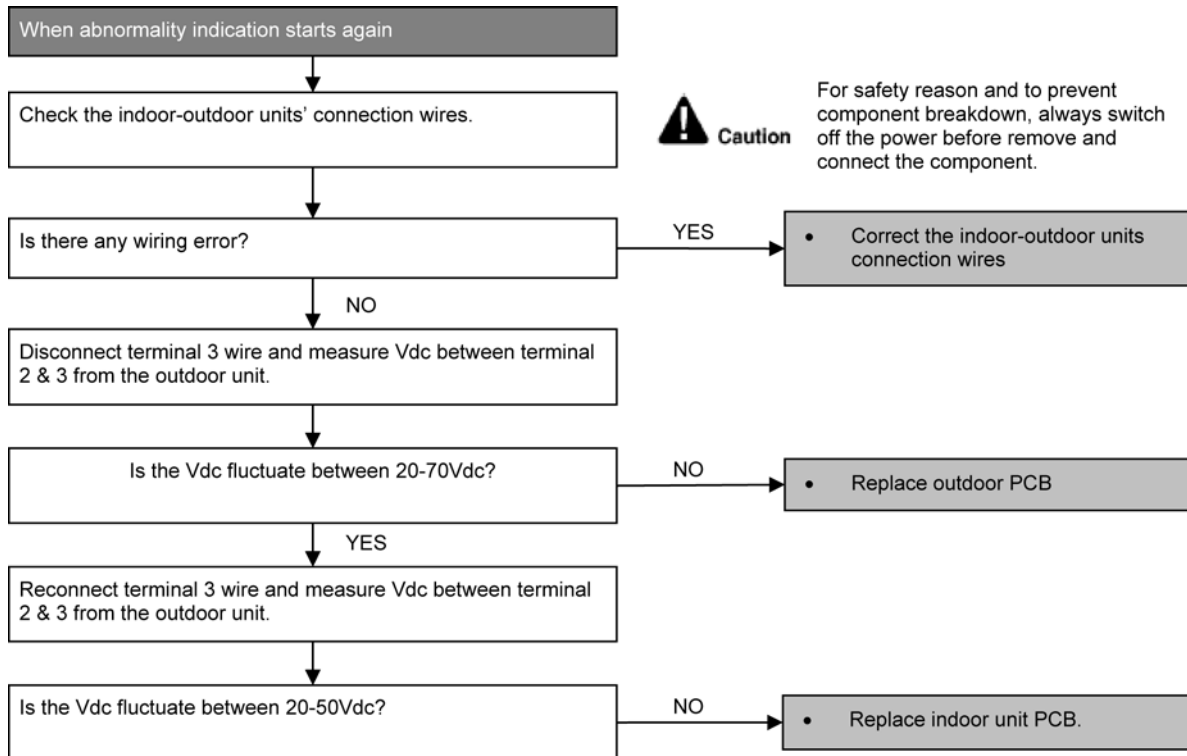 When abnormality indication starts again
Check the indoor-outdoor units' connection wires.
Caution
For safety reason and to prevent
component breakdown, always switch
off the power before remove and
connect the component.
Is there any wiring error?
YES
• Correct the indoor-outdoor units
connection wires
NO
Disconnect terminal 3 wire and measure Vdc between terminal
2 & 3 from the outdoor unit.
Is the Vdc fluctuate between 20-70Vdc?
NO
• Replace outdoor PCB
YES
Reconnect terminal 3 wire and measure Vdc between terminal
2 & 3 from the outdoor unit.
Is the Vdc fluctuate between 20-50Vdc?
NO
• Replace indoor unit PCB.